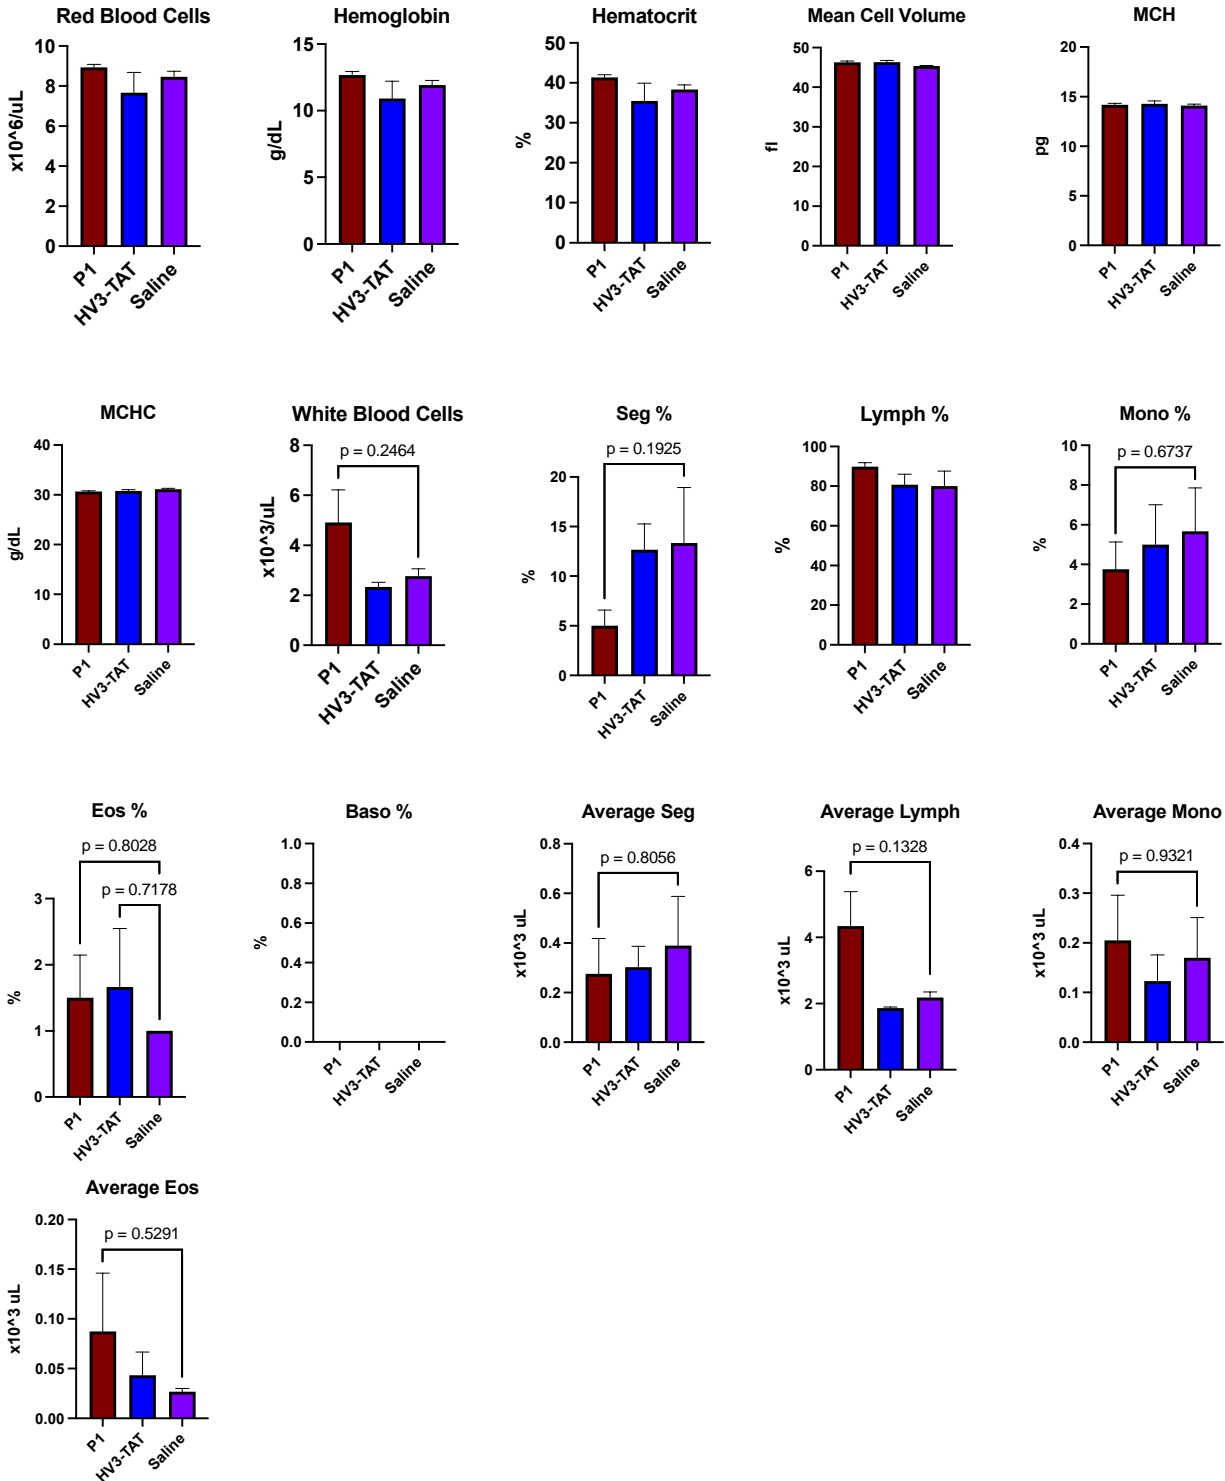 Red Blood Cells
x10^6/uL
10
8
6
4
2
0
P1
HV3-TAT
Saline
Hemoglobin
g/dL
15
10
5
0
P1
HV3-TAT
Saline
Hematocrit
%
50
40
30
20
10
0
P1
HV3-TAT
Saline
Mean Cell Volume
fl
50
40
30
20
10
0
P1
HV3-TAT
Saline
MCH
pg
20
15
10
5
0
P1
HV3-TAT
Saline
MCHC
g/dL
40
30
20
10
0
P1
HV3-TAT
Saline
White Blood Cells
p = 0.2464
x10^3/uL
8
6
4
2
0
P1
HV3-TAT
Saline
Seg %
p = 0.1925
%
20
15
10
5
0
P1
HV3-TAT
Saline
Lymph %
%
100
80
60
40
20
0
P1
HV3-TAT
Saline
Mono %
p = 0.6737
%
10
8
6
4
2
0
P1
HV3-TAT
Saline
Eos %
p = 0.8028
p = 0.7178
%
3
2
1
0
P1
HV3-TAT
Saline
Baso %
%
1.0
0.8
0.6
0.4
0.2
0.0
P1
HV3-TAT
Saline
Average Seg
p = 0.8056
x10^3 uL
0.8
0.6
0.4
0.2
0.0
P1
HV3-TAT
Saline
Average Lymph
p = 0.1328
x10^3 uL
6
4
2
0
P1
HV3-TAT
Saline
Average Mono
p = 0.9321
x10^3 uL
0.4
0.3
0.2
0.1
0.0
P1
HV3-TAT
Saline
Average Eos
p = 0.5291
x10^3 uL
0.20
0.15
0.10
0.05
0.00
P1
HV3-TAT
Saline